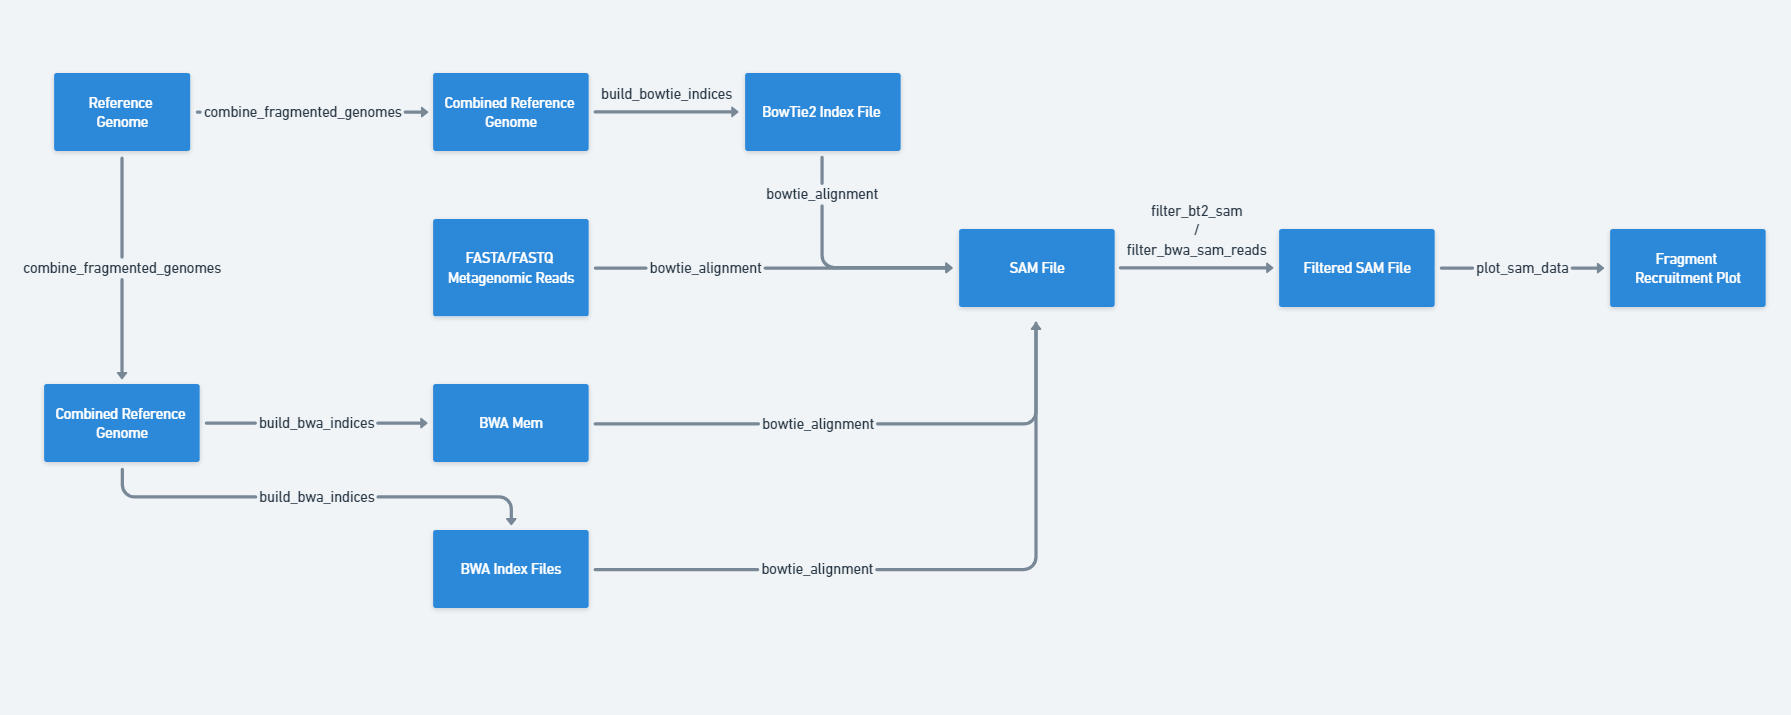 Reference
Genome
combine_fragmented_genomes
Combined Reference
Genome
build_bowtie_indices
BowTie2 Index File
bowtie_alignment
FASTA/FASTQ
Metagenomic Reads
bowtie_alignment
SAM File
filter_bt2_sam
/
filter_bwa_sam_reads
Filtered SAM File
plot_sam_data
Fragment
Recruitment Plot
combine_fragmented_genomes
Combined Reference
Genome
build_bwa_indices
BWA Mem
bowtie_alignment
build_bwa_indices
BWA Index Files
bowtie_alignment